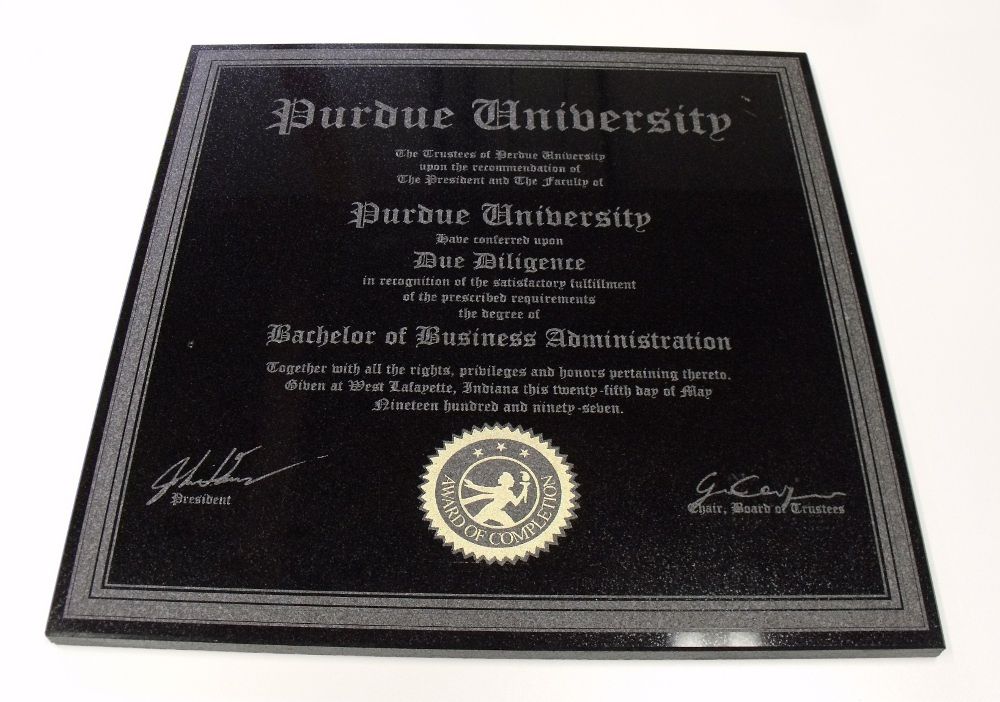 Purdue University
The Trustees of Perdue University
upon the recommendation of
The President and The Faculty of
Purdue University
Have conferred upon
Due Diligence
in recognition of the satisfactory fulfillment
of the prescribed requirements
the degree of
Bachelor of Business Administration
Together with all the rights, privileges and honors pertaining thereto.
Given at West Lafayette, Indiana this twenty-fifth day of May
Nineteen hundred and ninety-seven.
President
AWARD OF COMPLETION
Chair, Board of Trustees